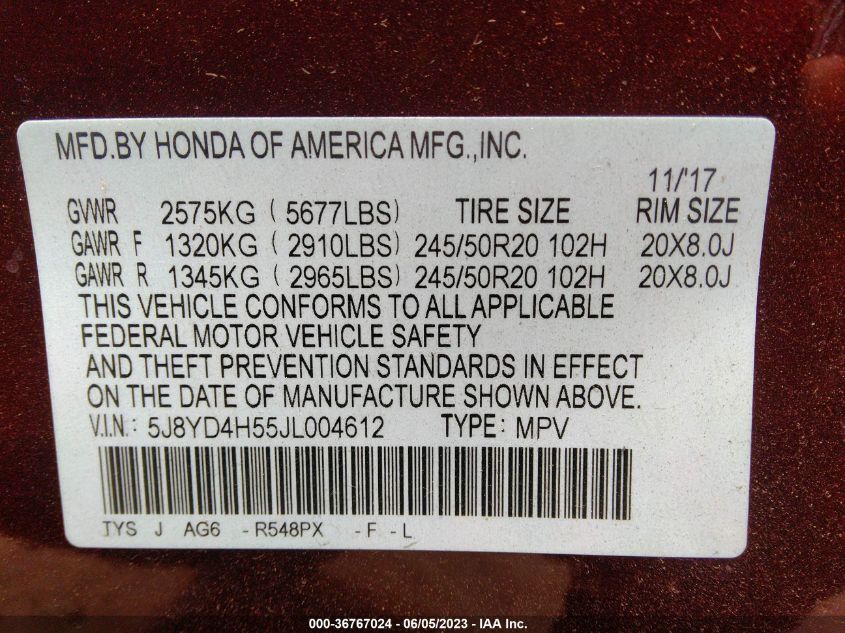 MFD.BY HONDA OF AMERICA MFG.,INC.
11/'17
GVWR 2575KG ( 5677LBS) TIRE SIZE RIM SIZE
GAWR F 1320KG ( 2910LBS) 245/50R20 102H 20X8.0J
GAWR R 1345KG ( 2965LBS) 245/50R20 102H 20X8.0J
THIS VEHICLE CONFORMS TO ALL APPLICABLE
FEDERAL MOTOR VEHICLE SAFETY
AND THEFT PREVENTION STANDARDS IN EFFECT
ON THE DATE OF MANUFACTURE SHOWN ABOVE.
V.I.N.: 5J8YD4H55JL004612 TYPE: MPV
TYS J AG6 -R548PX -F -L
000-36767024 - 06/05/2023 - IAA Inc.